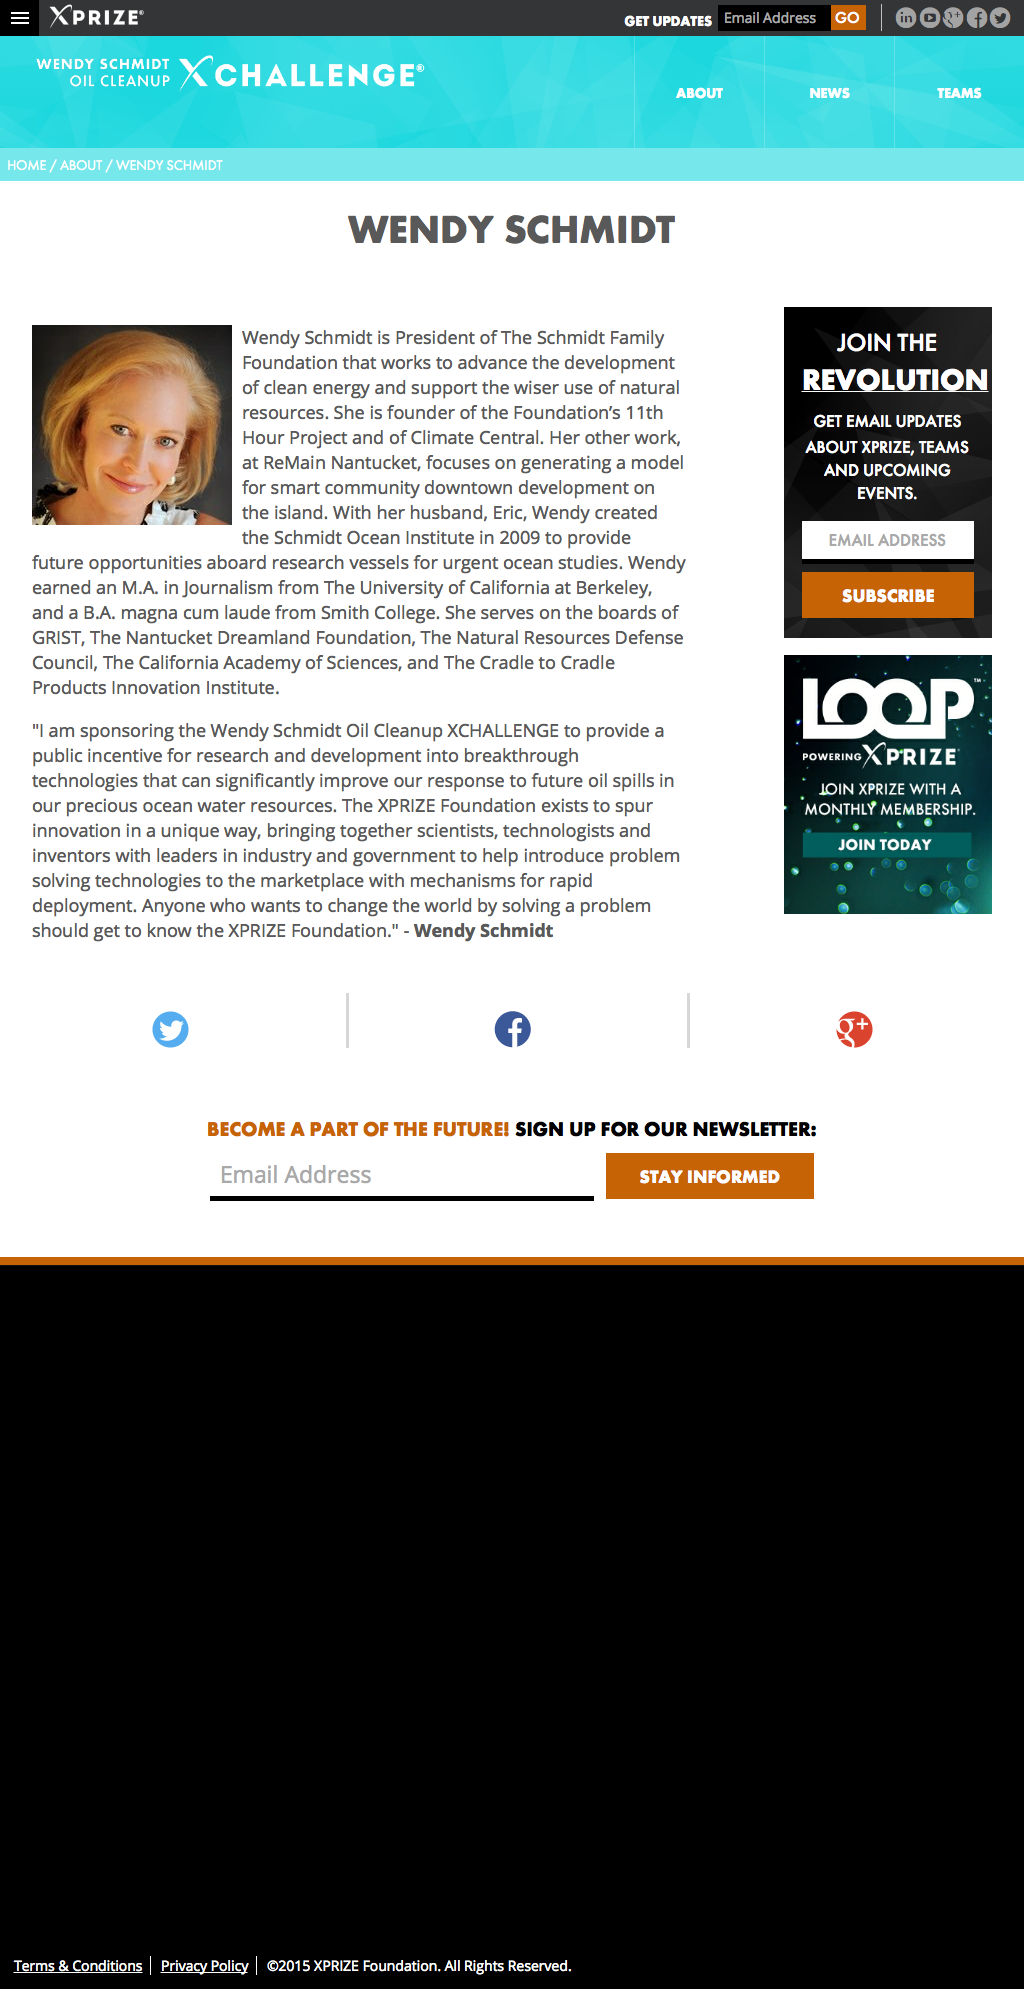 XPRIZE®
GET UPDATES
Email Address
GO
WENDY SCHMIDT
OIL CLEANUP
XCHALLENGE®
ABOUT
NEWS
TEAMS
HOME / ABOUT / WENDY SCHMIDT
WENDY SCHMIDT
Wendy Schmidt is President of The Schmidt Family
Foundation that works to advance the development
of clean energy and support the wiser use of natural
resources. She is founder of the Foundation’s 11th
Hour Project and of Climate Central. Her other work,
at ReMain Nantucket, focuses on generating a model
for smart community downtown development on
the island. With her husband, Eric, Wendy created
the Schmidt Ocean Institute in 2009 to provide
future opportunities aboard research vessels for urgent ocean studies. Wendy
earned an M.A. in Journalism from The University of California at Berkeley,
and a B.A. magna cum laude from Smith College. She serves on the boards of
GRIST, The Nantucket Dreamland Foundation, The Natural Resources Defense
Council, The California Academy of Sciences, and The Cradle to Cradle
Products Innovation Institute.
"I am sponsoring the Wendy Schmidt Oil Cleanup XCHALLENGE to provide a
public incentive for research and development into breakthrough
technologies that can significantly improve our response to future oil spills in
our precious ocean water resources. The XPRIZE Foundation exists to spur
innovation in a unique way, bringing together scientists, technologists and
inventors with leaders in industry and government to help introduce problem
solving technologies to the marketplace with mechanisms for rapid
deployment. Anyone who wants to change the world by solving a problem
should get to know the XPRIZE Foundation." - Wendy Schmidt
JOIN THE
REVOLUTION
GET EMAIL UPDATES
ABOUT XPRIZE, TEAMS
AND UPCOMING
EVENTS.
EMAIL ADDRESS
SUBSCRIBE
LOOP™
POWERING XPRIZE
JOIN XPRIZE WITH A
MONTHLY MEMBERSHIP.
JOIN TODAY
BECOME A PART OF THE FUTURE! SIGN UP FOR OUR NEWSLETTER:
Email Address
STAY INFORMED
Terms & Conditions
Privacy Policy
©2015 XPRIZE Foundation. All Rights Reserved.